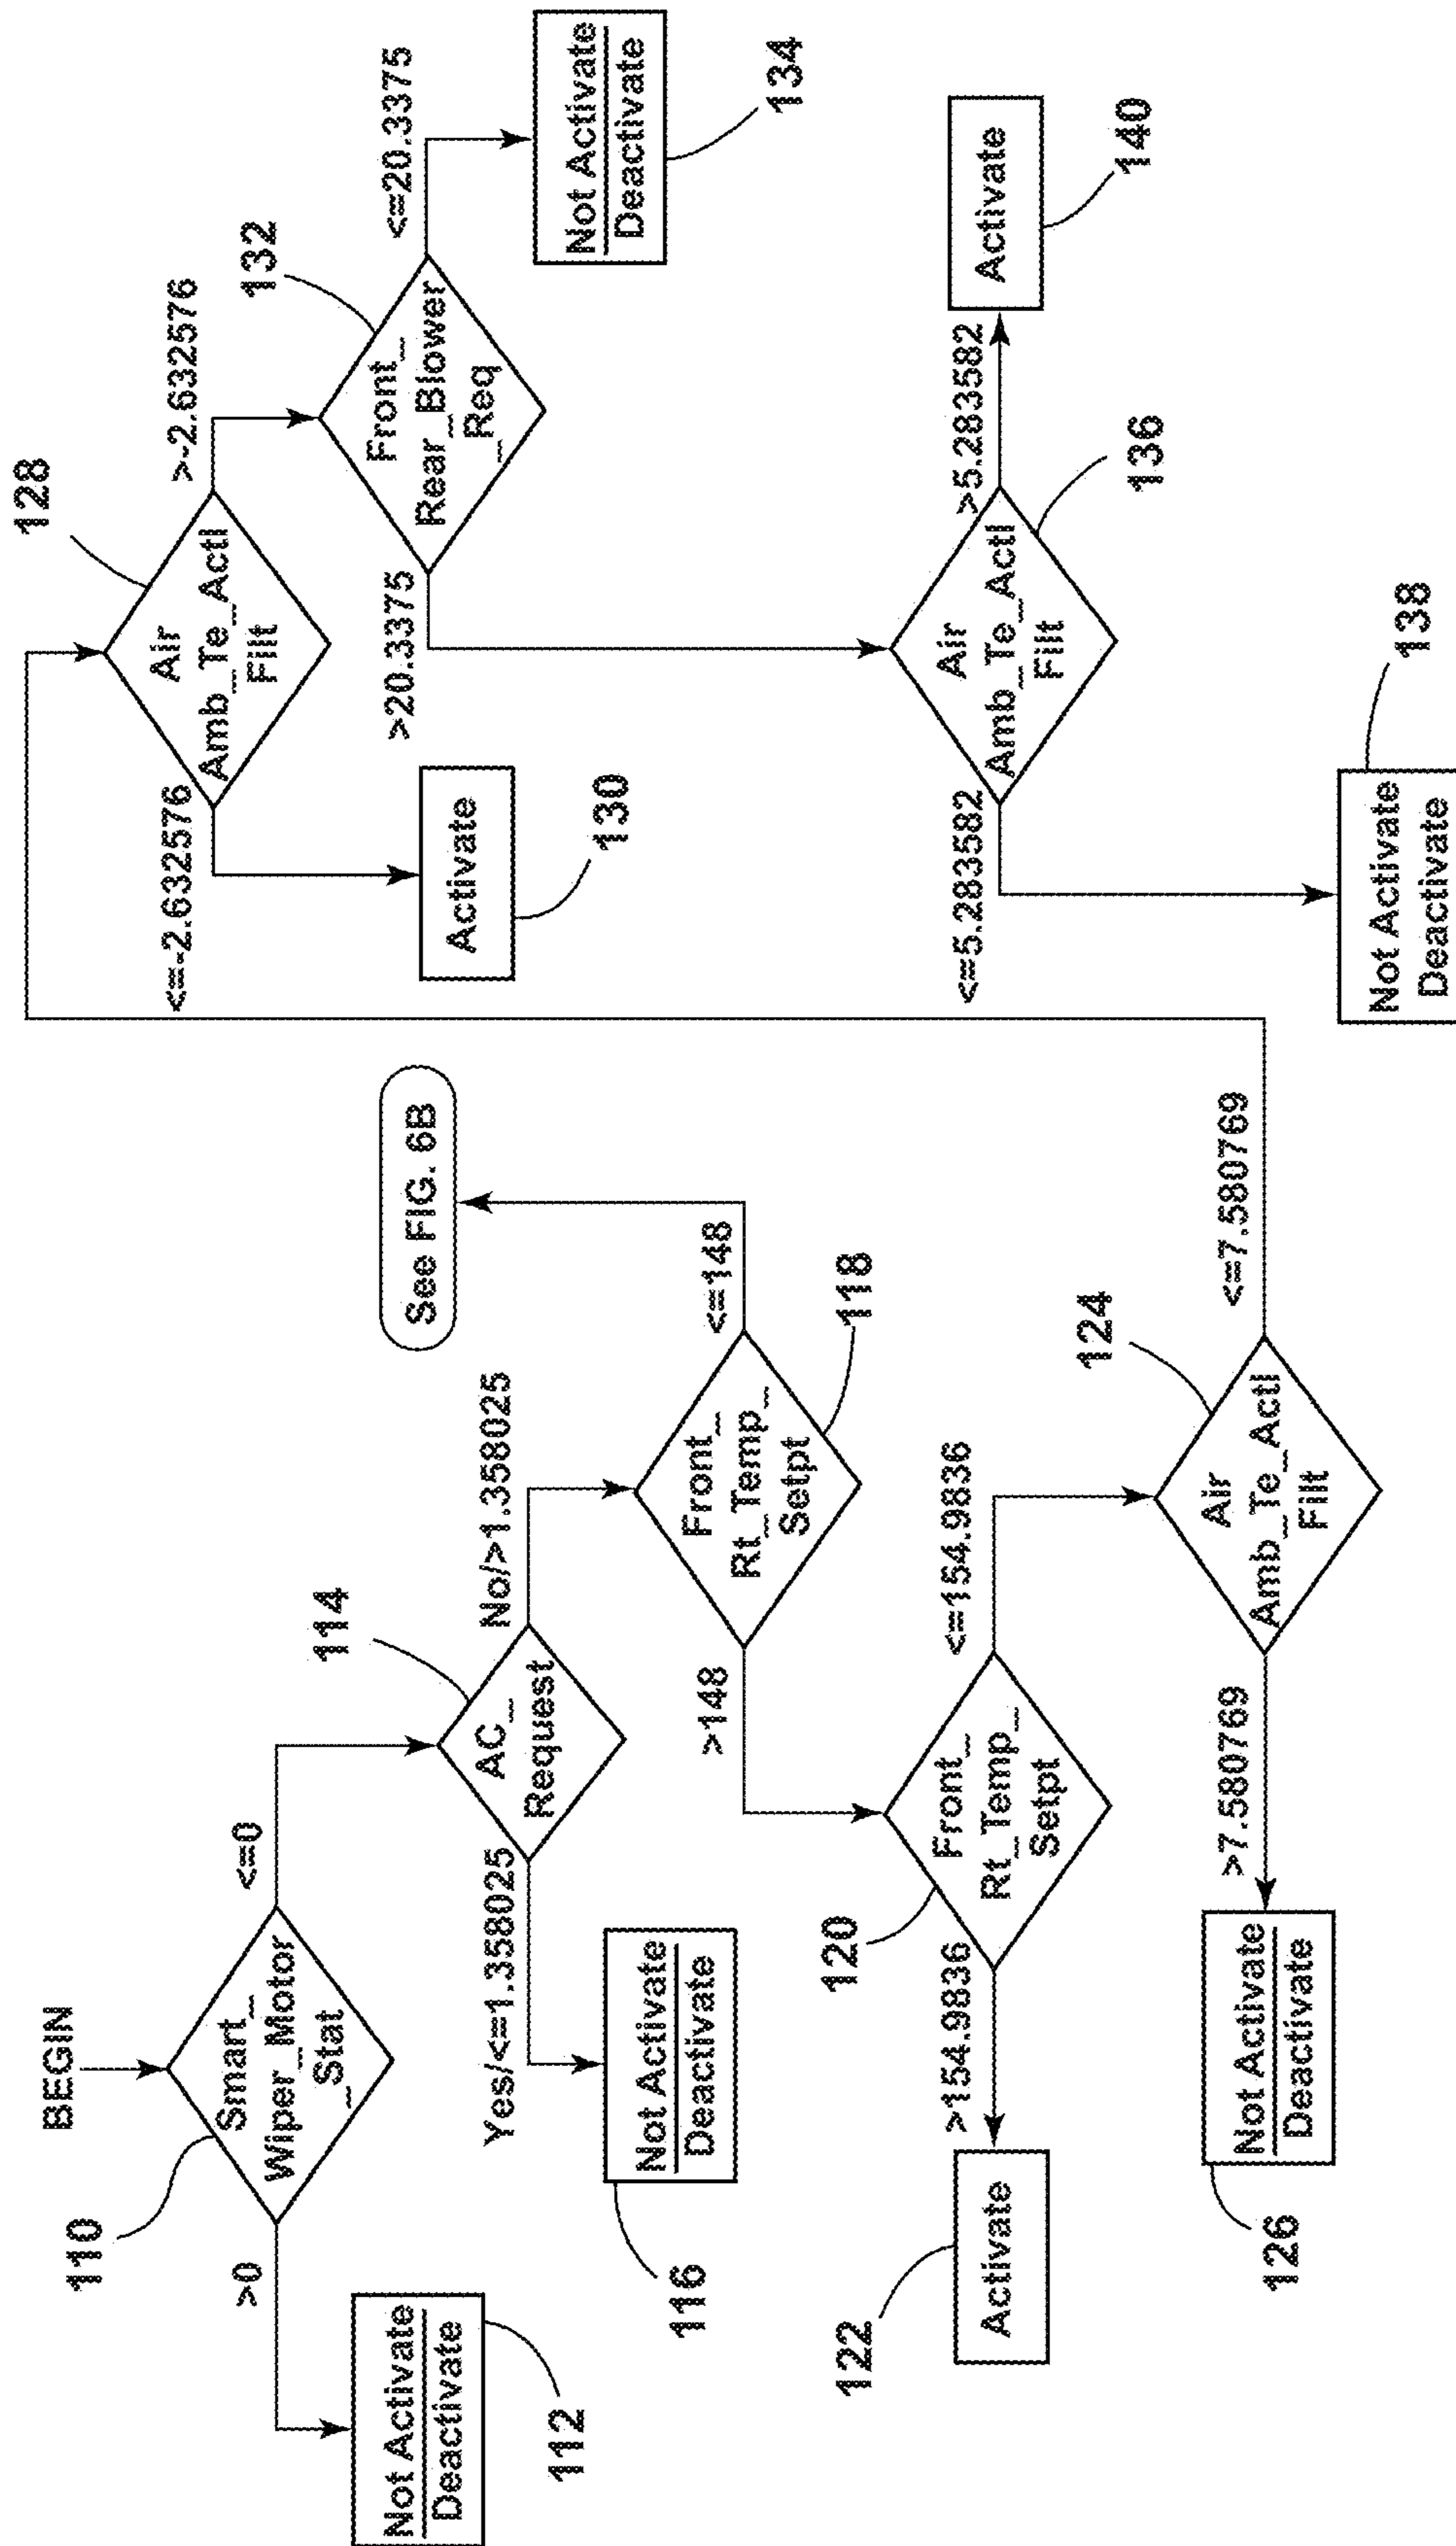 BEGIN
110
Smart_
Wiper_Motor
_Stat
>0
<=0
Not Activate
Deactivate
112
114
AC_
Request
Yes/<=1.358025
No/>1.358025
Not Activate
Deactivate
116
Front_
Rt_Temp_
Setpt
118
>148
<=148
See FIG. 6B
120
Front_
Rt_Temp_
Setpt
>154.9836
<=154.9836
Activate
122
124
Air
Amb_Te_Actl
Filt
>7.580769
<=7.580769
Not Activate
Deactivate
126
128
Air
Amb_Te_Actl
Filt
<=-2.632576
>-2.632576
Activate
130
132
Front_
Rear_Blower
_Req
>20.3375
<=20.3375
Not Activate
Deactivate
134
Air
Amb_Te_Actl
Filt
136
<=5.283582
>5.283582
Not Activate
Deactivate
138
Activate
140